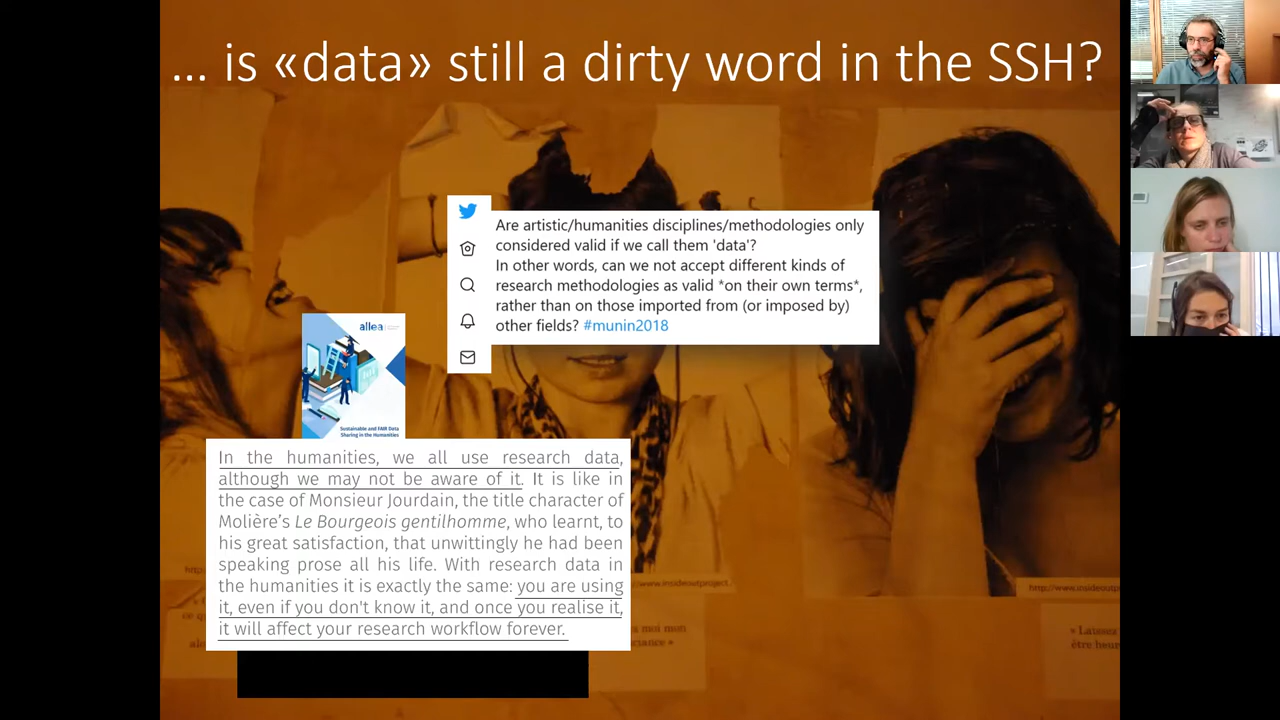 ... is «data» still a dirty word in the SSH?
Are artistic/humanities disciplines/methodologies only
considered valid if we call them 'data'?
In other words, can we not accept different kinds of
research methodologies as valid *on their own terms*,
rather than on those imported from (or imposed by)
other fields? #munin2018
allea
Sustainable and FAIR Data
Sharing in the Humanities
In the humanities, we all use research data,
although we may not be aware of it. It is like in
the case of Monsieur Jourdain, the title character of
Molière's Le Bourgeois gentilhomme, who learnt, to
his great satisfaction, that unwittingly he had been
speaking prose all his life. With research data in
the humanities it is exactly the same: you are using
it, even if you don't know it, and once you realise it,
it will affect your research workflow forever.
http:
www.insideoutproject.
http://www.insideoutp
moi mon
« Laissez
être heur